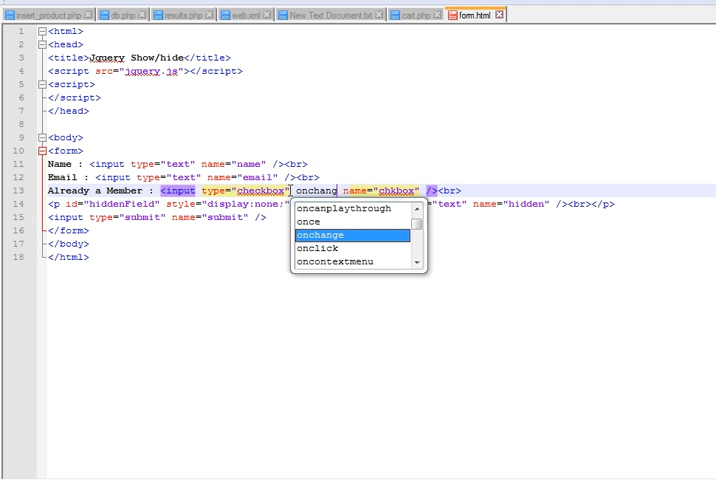 insert_product.php db.php results.php web.xml New Text Document.txt cart.php form.html
1 <html>
2 <head>
3 <title>Jquery Show/hide</title>
4 <script src="jquery.js"></script>
5 <script>
6 </script>
7 </head>
8
9 <body>
10 <form>
11 Name : <input type="text" name="name" /><br>
12 Email : <input type="text" name="email" /><br>
13 Already a Member : <input type="checkbox" onchang name="chkbox" /><br>
14 <p id="hiddenField" style="display:none;" ="text" name="hidden" /><br></p>
15 <input type="submit" name="submit" />
16 </form>
17 </body>
18 </html>
oncanplaythrough
once
onchange
onclick
oncontextmenu